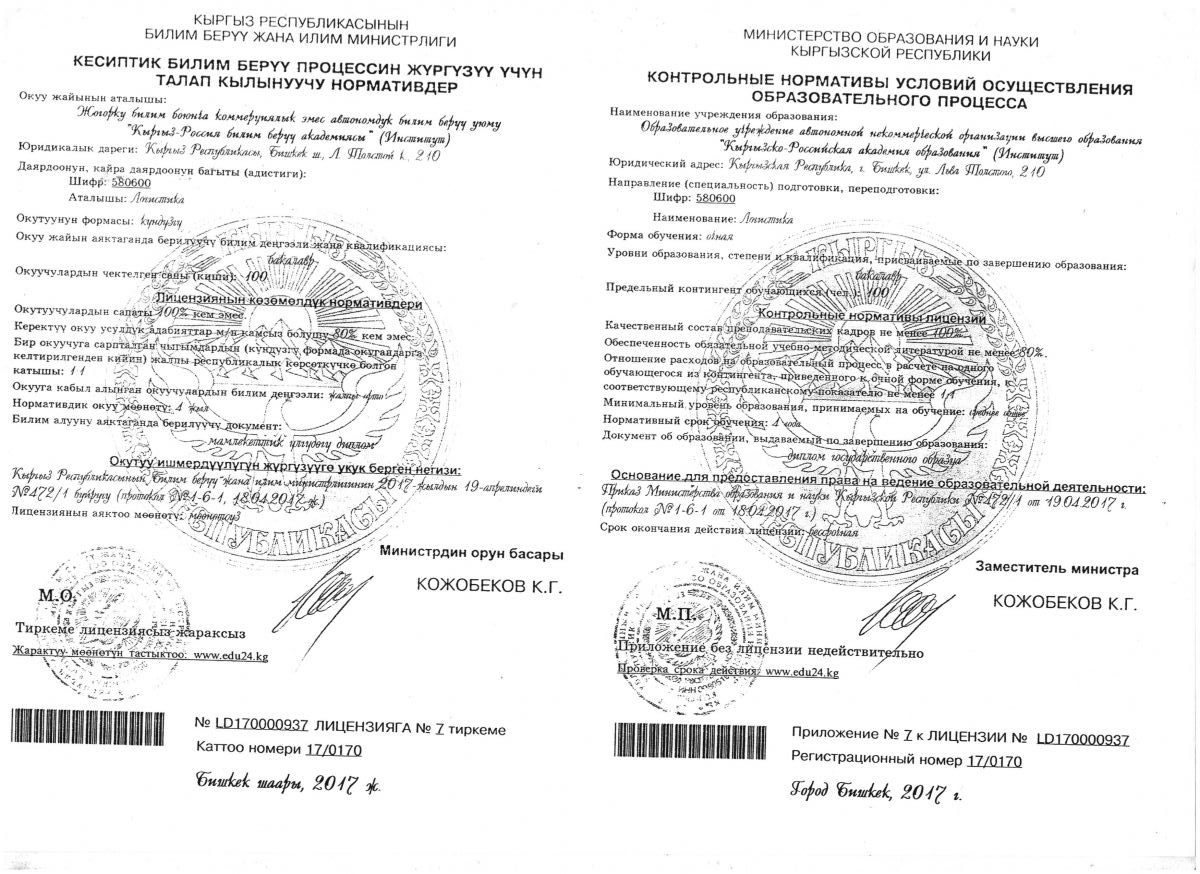 КЫРГЫЗ РЕСПУБЛИКАСЫНЫН
БИЛИМ БЕРҮҮ ЖАНА ИЛИМ МИНИСТРЛИГИ
КЕСИПТИК БИЛИМ БЕРҮҮ ПРОЦЕССИН ЖҮРГҮЗҮҮ ҮЧҮН
ТАЛАП КЫЛЫНУУЧУ НОРМАТИВДЕР
Окуу жайынын аталышы:
Жогорку билим боюнча коммерциялык эмес автономдук билим берүү уюму
"Кыргыз-Россия билим берүү академиясы" (Институт)
Юридикалык дареги: Кыргыз Республикасы, Бишкек ш., Л. Толстой к., 210
Даярдоонун, кайра даярдоонун багыты (адистиги):
Шифр: 580600
Аталышы: Логистика
Окутуунун формасы: күндүзгү
Окуу жайын аяктаганда берилүүчү билим деңгээли жана квалификациясы:
бакалавр
Окуучулардын чектелген саны (киши): 100
Лицензиянын көзөмөлдүк нормативдери
Окутуучулардын сапаты 100% кем эмес.
Керектүү окуу усулдук адабияттар м/н камсыз болушу 80% кем эмес.
Бир окуучуга сарпталган чыгымдардын (күндүзгү формада окугандарга
келтирилгенден кийин) жалпы республикалык көрсөткүчкө болгон
катышы: 1:1
Окууга кабыл алынган окуучулардын билим деңгээли: жалпы орто
Нормативдик окуу мөөнөтү: 4 жыл
Билим алууну аяктаганда берилүүчү документ:
мамлекеттик үлгүдөгү диплом
Окутуу ишмердүүлүгүн жүргүзүүгө укук берген негизи:
Кыргыз Республикасынын Билим берүү жана илим министрлигинин 2017-жылдын 19-апрелиндеги
№472/1 буйругу (протокол №1-6-1, 18.04.2017-ж.)
Лицензиянын аяктоо мөөнөтү: мөөнөтсүз
Министрдин орун басары
КОЖОБЕКОВ К.Г.
М.О.
Тиркеме лицензиясыз жараксыз
Жарактуу мөөнөтүн тастыктоо: www.edu24.kg
№ LD170000937 ЛИЦЕНЗИЯГА № 7 тиркеме
Каттоо номери 17/0170
Бишкек шаары, 2017 ж.
МИНИСТЕРСТВО ОБРАЗОВАНИЯ И НАУКИ
КЫРГЫЗСКОЙ РЕСПУБЛИКИ
КОНТРОЛЬНЫЕ НОРМАТИВЫ УСЛОВИЙ ОСУЩЕСТВЛЕНИЯ
ОБРАЗОВАТЕЛЬНОГО ПРОЦЕССА
Наименование учреждения образования:
Образовательное учреждение автономной некоммерческой организации высшего образования
"Кыргызско-Российская академия образования" (Институт)
Юридический адрес: Кыргызская Республика, г. Бишкек, ул. Льва Толстого, 210
Направление (специальность) подготовки, переподготовки:
Шифр: 580600
Наименование: Логистика
Форма обучения: очная
Уровни образования, степени и квалификация, присваиваемые по завершению образования:
бакалавр
Предельный контингент обучающихся (чел.): 100
Контрольные нормативы лицензии
Качественный состав преподавательских кадров не менее 100%.
Обеспеченность обязательной учебно-методической литературой не менее 80%.
Отношение расходов на образовательный процесс в расчете на одного
обучающегося из контингента, приведенного к очной форме обучения, к
соответствующему республиканскому показателю не менее 1:1
Минимальный уровень образования, принимаемых на обучение: среднее общее
Нормативный срок обучения: 4 года
Документ об образовании, выдаваемый по завершению образования:
диплом государственного образца
Основание для предоставления права на ведение образовательной деятельности:
Приказ Министерства образования и науки Кыргызской Республики №472/1 от 19.04.2017 г.
(протокол №1-6-1 от 18.04.2017 г.)
Срок окончания действия лицензии: бессрочная
Заместитель министра
КОЖОБЕКОВ К.Г.
М.П.
Приложение без лицензии недействительно
Проверка срока действия: www.edu24.kg
Приложение № 7 к ЛИЦЕНЗИИ № LD170000937
Регистрационный номер 17/0170
Город Бишкек, 2017 г.